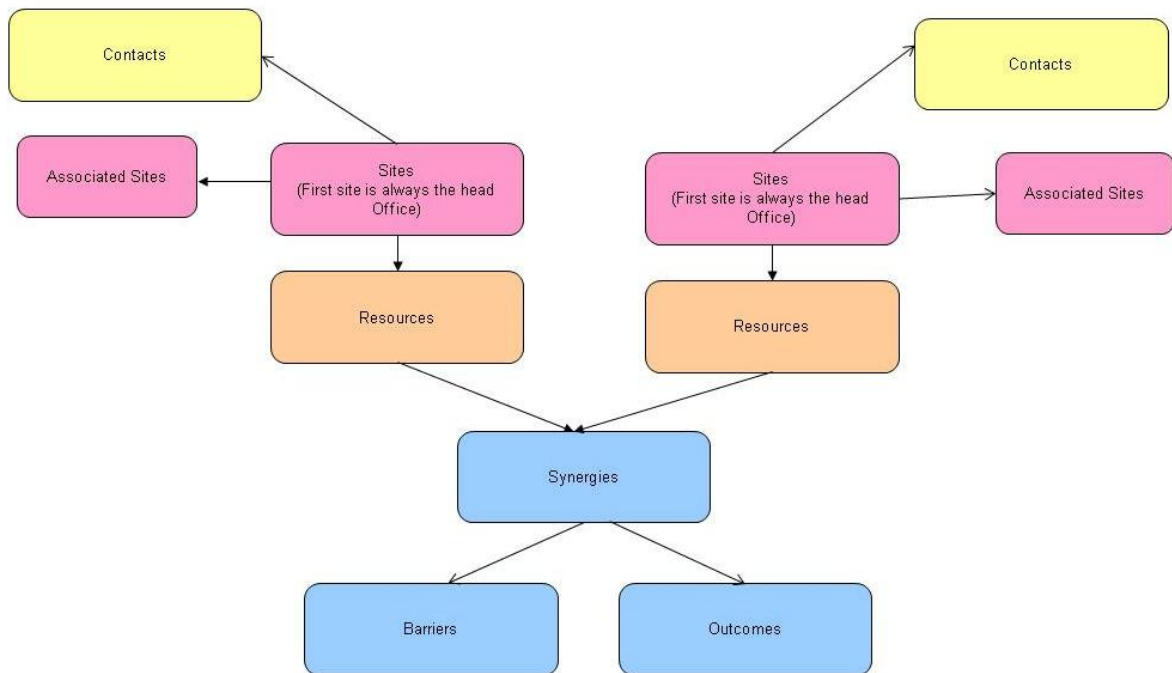 Contacts
Contacts
Associated Sites
Sites
(First site is always the head
Office)
Sites
(First site is always the head
Office)
Associated Sites
Resources
Resources
Synergies
Barriers
Outcomes